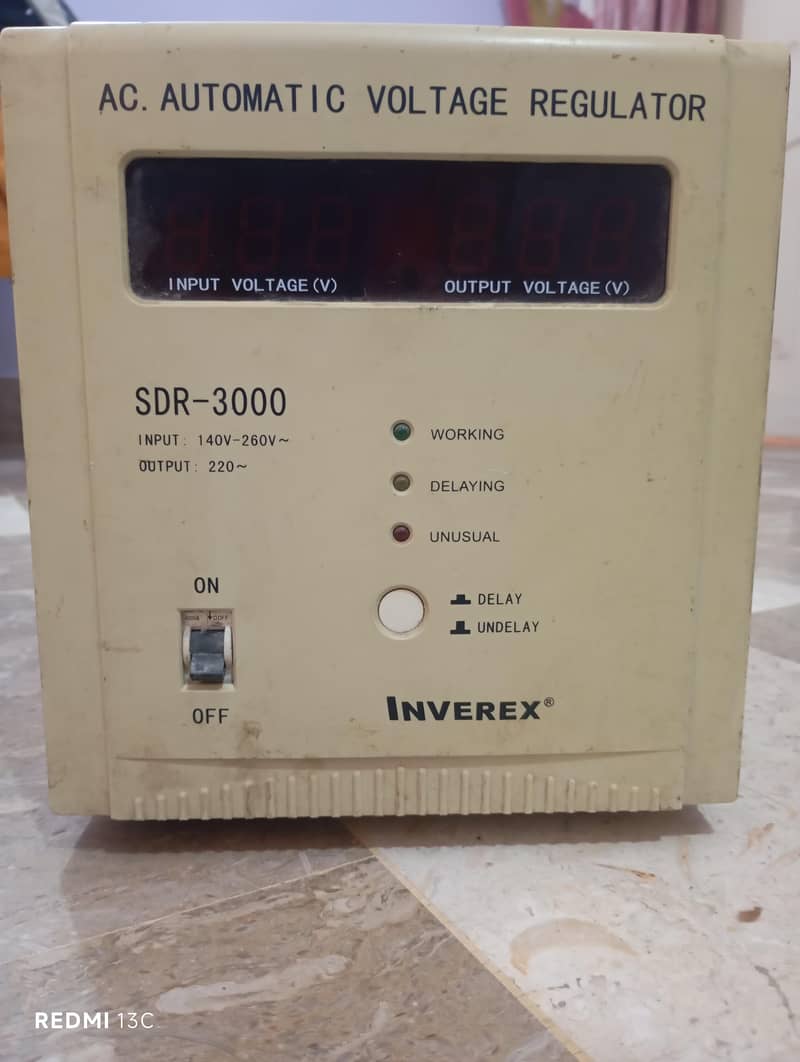 AC. AUTOMATIC VOLTAGE REGULATOR
INPUT VOLTAGE(V)
OUTPUT VOLTAGE(V)
SDR-3000
INPUT: 140V-260V~
OUTPUT: 220~
WORKING
DELAYING
UNUSUAL
DELAY
UNDELAY
ON
OFF
INVEREX®
REDMI 13C